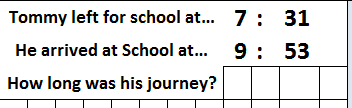 Tommy left for school at... 7 : 31
He arrived at School at... 9 : 53
How long was his journey?